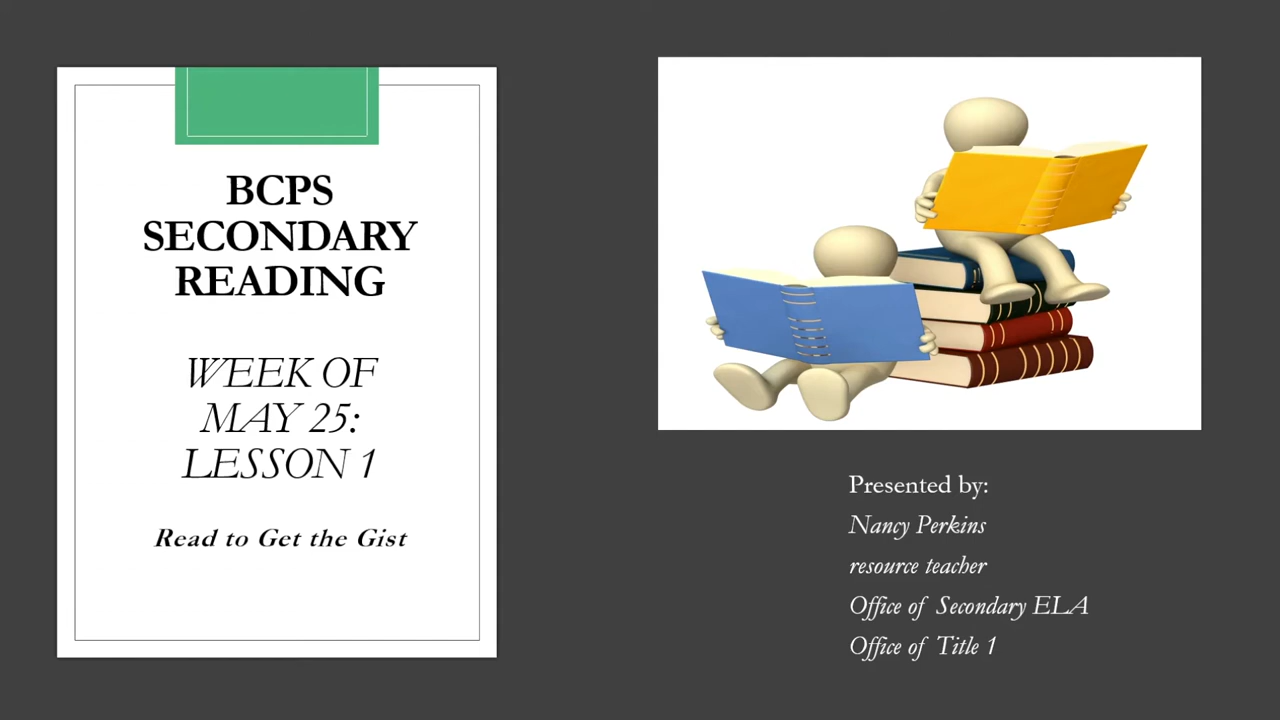 BCPS
SECONDARY
READING
WEEK OF
MAY 25:
LESSON 1
Read to Get the Gist
Presented by:
Nancy Perkins
resource teacher
Office of Secondary ELA
Office of Title 1